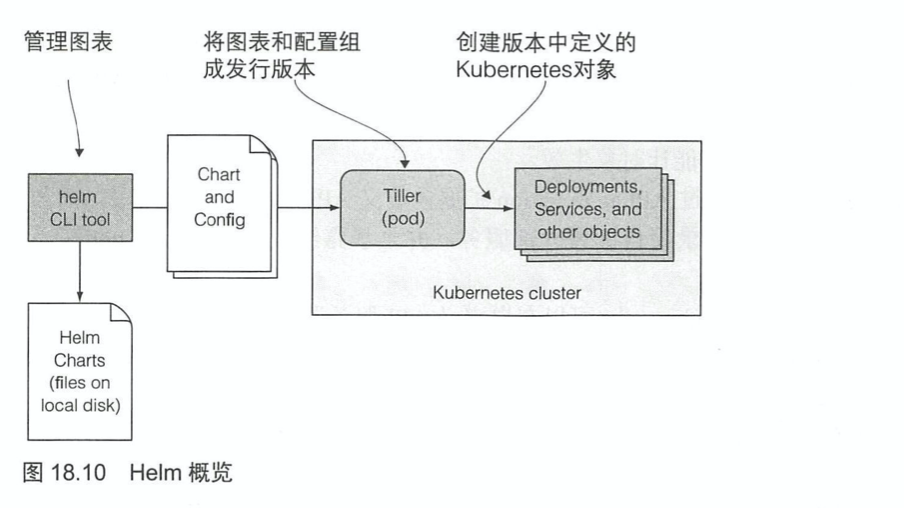 管理图表
将图表和配置组
成发行版本
创建版本中定义的
Kubernetes对象
helm
CLI tool
Chart
and
Config
Tiller
(pod)
Deployments,
Services, and
other objects
Kubernetes cluster
Helm
Charts
(files on
local disk)
图 18.10 Helm 概览